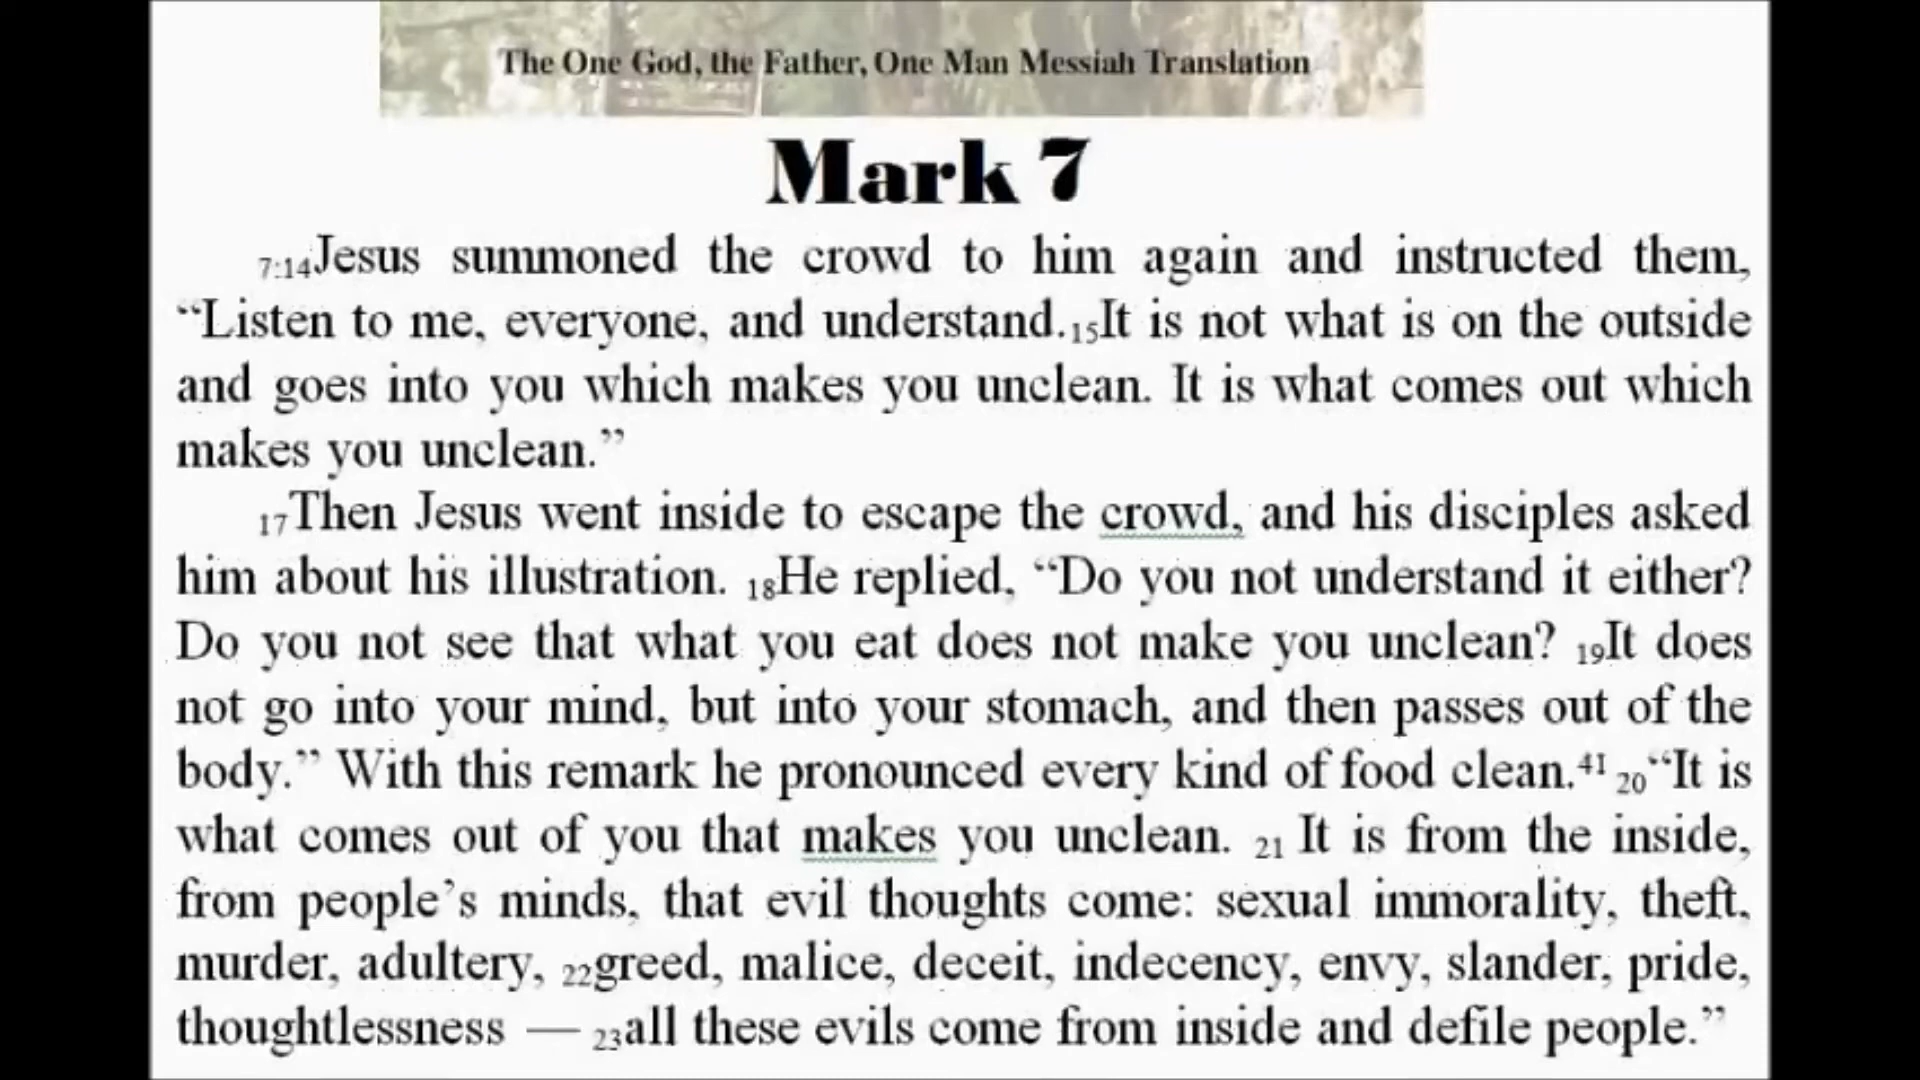 The One God, the Father, One Man Messiah Translation
Mark 7
7:14Jesus summoned the crowd to him again and instructed them,
“Listen to me, everyone, and understand.15It is not what is on the outside
and goes into you which makes you unclean. It is what comes out which
makes you unclean.”
17Then Jesus went inside to escape the crowd, and his disciples asked
him about his illustration. 18He replied, “Do you not understand it either?
Do you not see that what you eat does not make you unclean? 19It does
not go into your mind, but into your stomach, and then passes out of the
body.” With this remark he pronounced every kind of food clean.41 20“It is
what comes out of you that makes you unclean. 21 It is from the inside,
from people’s minds, that evil thoughts come: sexual immorality, theft,
murder, adultery, 22greed, malice, deceit, indecency, envy, slander, pride,
thoughtlessness — 23all these evils come from inside and defile people.”